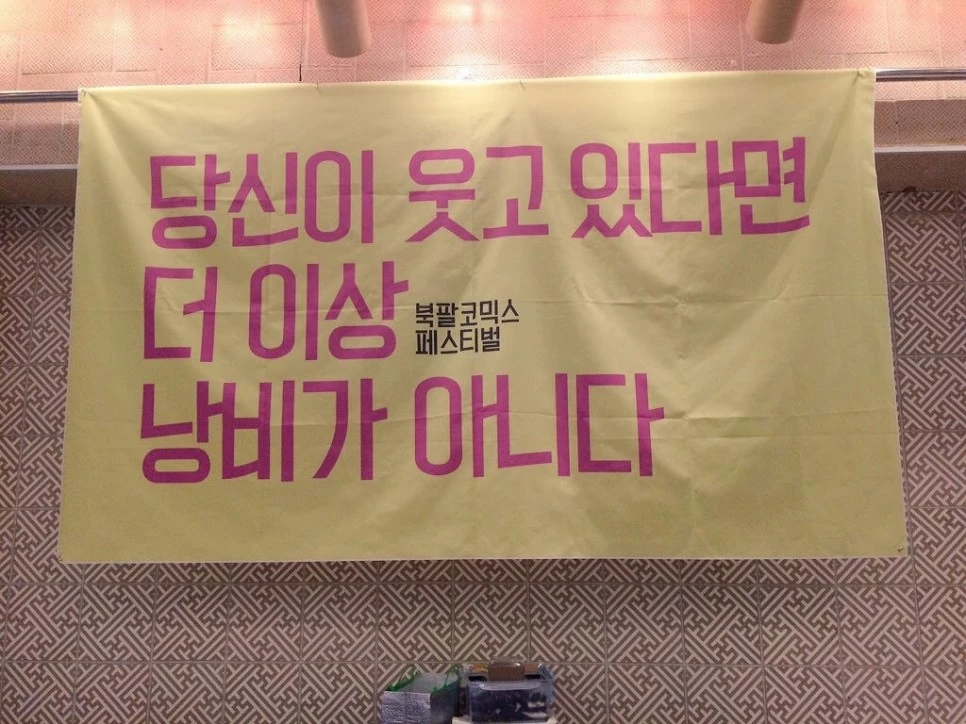 당신이 웃고 있다면
더 이상
북팔코믹스
페스티벌
낭비가 아니다